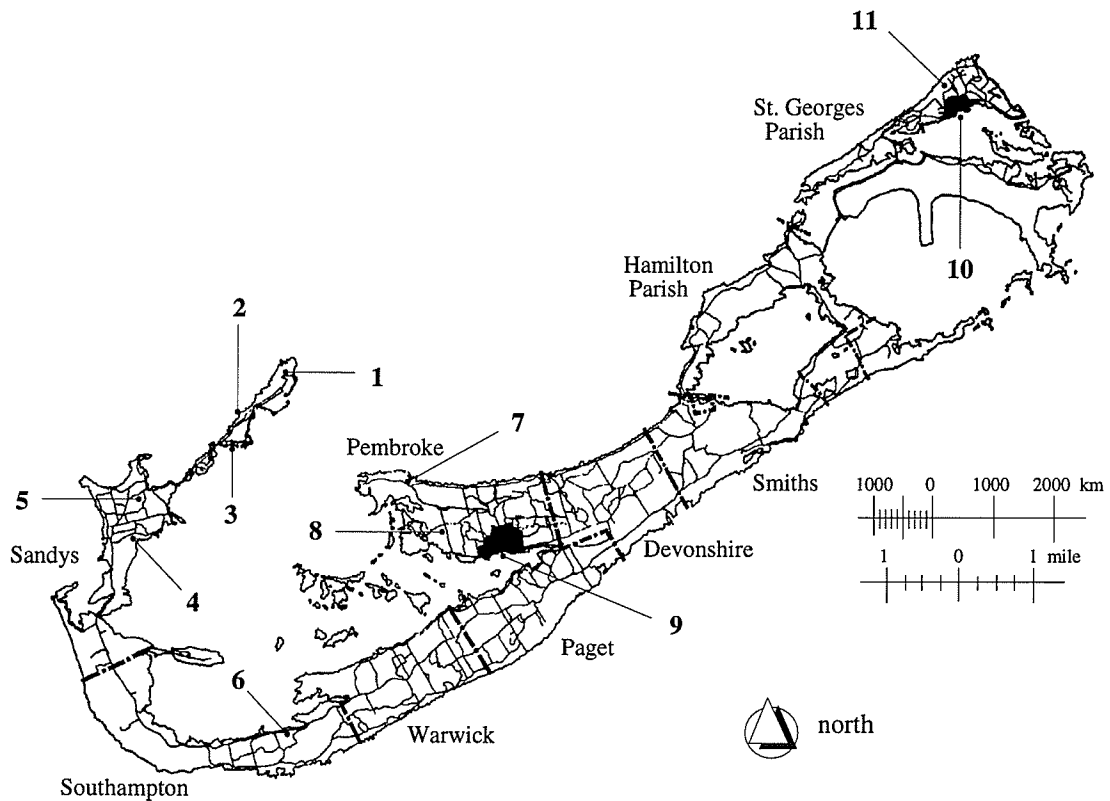 11
St. Georges
Parish
10
Hamilton
Parish
2
1
Pembroke
7
5
3
Smiths
1000 0 1000 2000 km
8
Sandys
Devonshire
1 0 1 mile
4
9
Paget
6
north
Warwick
Southampton